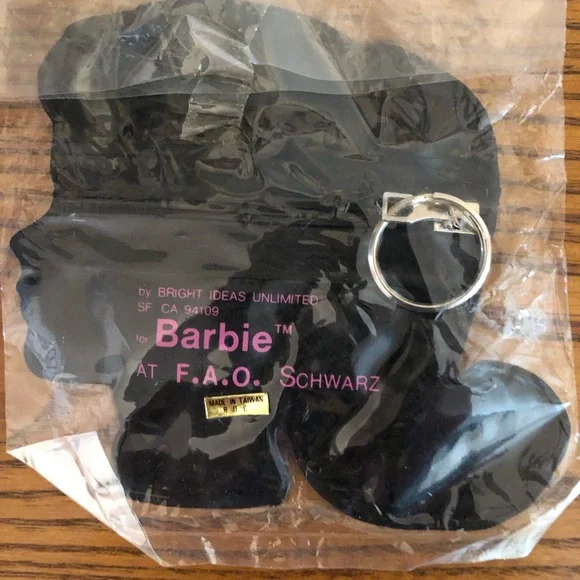 by BRIGHT IDEAS UNLIMITED
SF CA 94109
for Barbie™
AT F.A.O. SCHWARZ
MADE IN TAIWAN
R O C